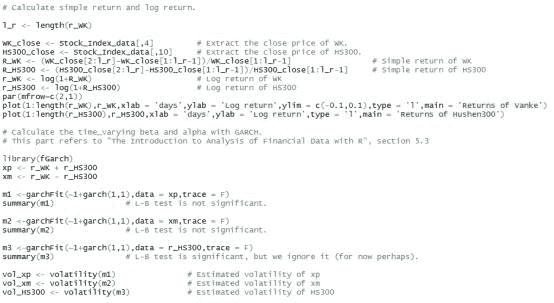 # Calculate simple return and log return.
l_r <- length(r_WK)
WK_close <- Stock_Index_data[,4] # Extract the close price of WK.
HS300_close <- Stock_Index_data[,10] # Extract the close price of HS300.
R_WK <- (WK_close[2:l_r]-WK_close[1:l_r-1])/WK_close[1:l_r-1] # Simple return of WK
R_HS300 <- (HS300_close[2:l_r]-HS300_close[1:l_r-1])/HS300_close[1:l_r-1] # Simple return of HS300
r_WK <- log(1+R_WK) # Log return of WK
r_HS300 <- log(1+R_HS300) # Log return of HS300
par(mfrow=c(2,1))
plot(1:length(r_WK),r_WK,xlab = 'days',ylab = 'Log return',ylim = c(-0.1,0.1),type = 'l',main = 'Returns of Vanke')
plot(1:length(r_HS300),r_HS300,xlab = 'days',ylab = 'Log return',type = 'l',main = 'Returns of Hushen300')
# Calculate the time_varying beta and alpha with GARCH.
# This part refers to "The Introduction to Analysis of Financial Data with R", section 5.3
library(fGarch)
xp <- r_WK + r_HS300
xm <- r_WK - r_HS300
m1 <-garchFit(~1+garch(1,1),data = xp,trace = F)
summary(m1) # L-B test is not significant.
m2 <-garchFit(~1+garch(1,1),data = xm,trace = F)
summary(m2) # L-B test is not significant.
m3 <-garchFit(~1+garch(1,1),data = r_HS300,trace = F)
summary(m3) # L-B test is significant, but we ignore it (for now perhaps).
vol_xp <- volatility(m1) # Estimated volatility of xp
vol_xm <- volatility(m2) # Estimated volatility of xm
vol_HS300 <- volatility(m3) # Estimated volatility of HS300